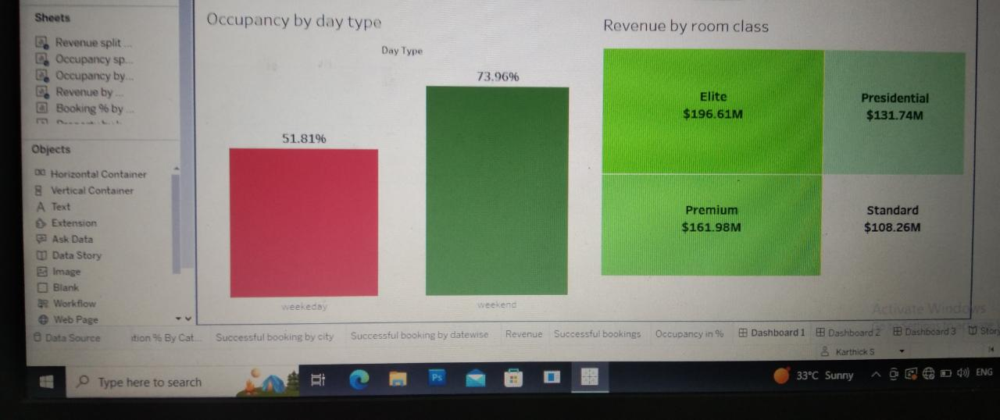 Sheets
Revenue split ...
Occupancy sp...
Occupancy by...
Revenue by ...
Booking % by ...
Objects
Horizontal Container
Vertical Container
Text
Extension
Ask Data
Data Story
Image
Blank
Workflow
Web Page
Occupancy by day type
Day Type
51.81%
73.96%
weekeday
weekend
Revenue by room class
Elite
$196.61M
Presidential
$131.74M
Premium
$161.98M
Standard
$108.26M
Activate Windows
Data Source
ition % By Cat...
Successful booking by city
Successful booking by datewise
Revenue
Successful bookings
Occupancy in %
Dashboard 1
Dashboard 2
Dashboard 3
Story
Karthick S
Type here to search
Ps
33°C Sunny
ENG